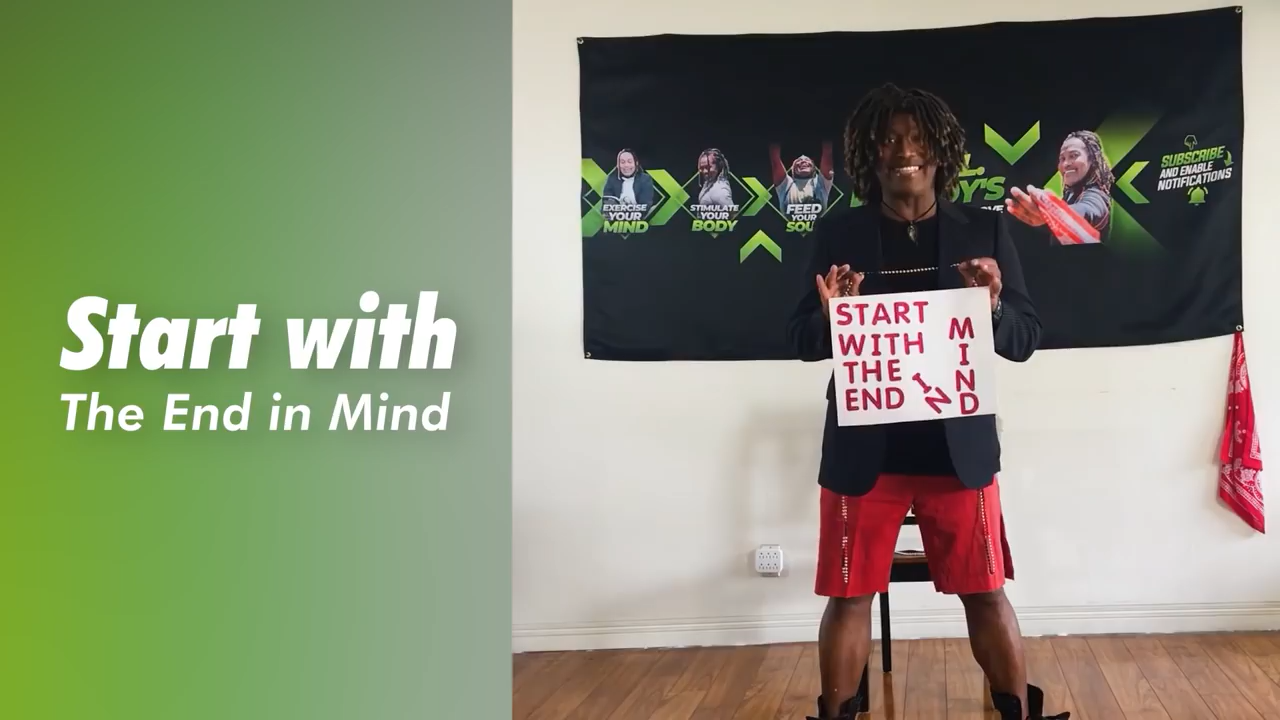 Start with
The End in Mind
EXERCISE
YOUR
MIND
STIMULATE
YOUR
BODY
FEED
YOUR
SUBSCRIBE
AND ENABLE
NOTIFICATIONS
START
WITH
THE
END
IN
MIND